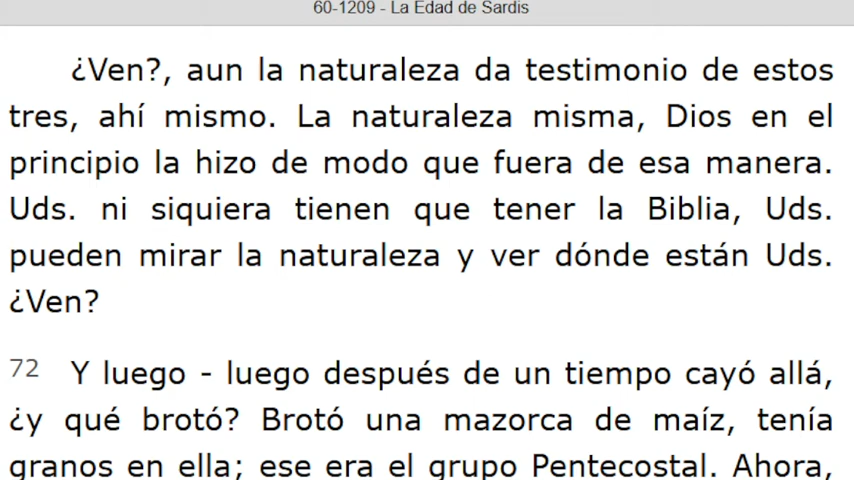 60-1209 - La Edad de Sardis
¿Ven?, aun la naturaleza da testimonio de estos
tres, ahí mismo. La naturaleza misma, Dios en el
principio la hizo de modo que fuera de esa manera.
Uds. ni siquiera tienen que tener la Biblia, Uds.
pueden mirar la naturaleza y ver dónde están Uds.
¿Ven?
72 Y luego - luego después de un tiempo cayó allá,
¿y qué brotó? Brotó una mazorca de maíz, tenía
granos en ella; ese era el grupo Pentecostal. Ahora,